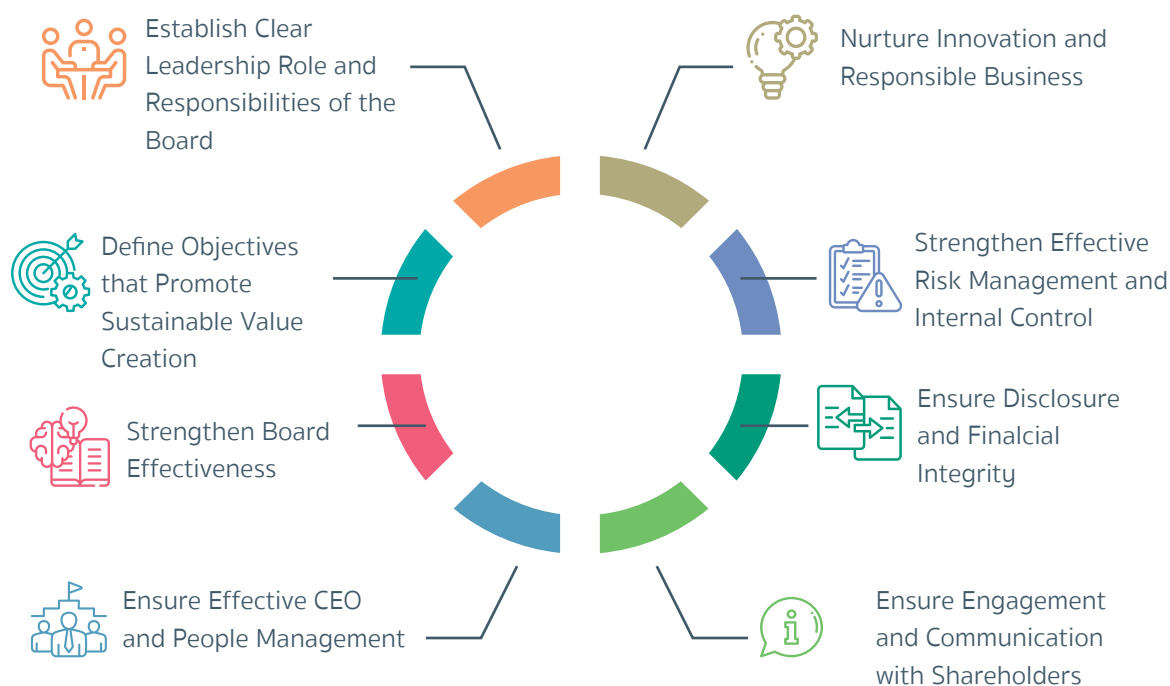 Establish Clear
Leadership Role and
Responsibilities of the
Board
Define Objectives
that Promote
Sustainable Value
Creation
Strengthen Board
Effectiveness
Ensure Effective CEO
and People Management
Nurture Innovation and
Responsible Business
Strengthen Effective
Risk Management and
Internal Control
Ensure Disclosure
and Finalcial
Integrity
Ensure Engagement
and Communication
with Shareholders